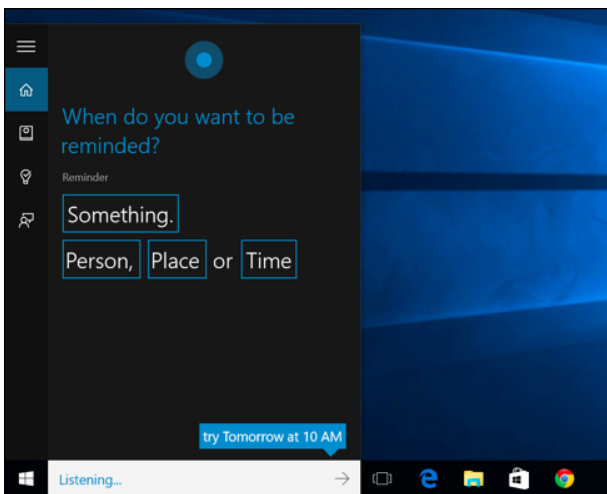 When do you want to be
reminded?
Reminder
Something.
Person, Place or Time
try Tomorrow at 10 AM
Listening...